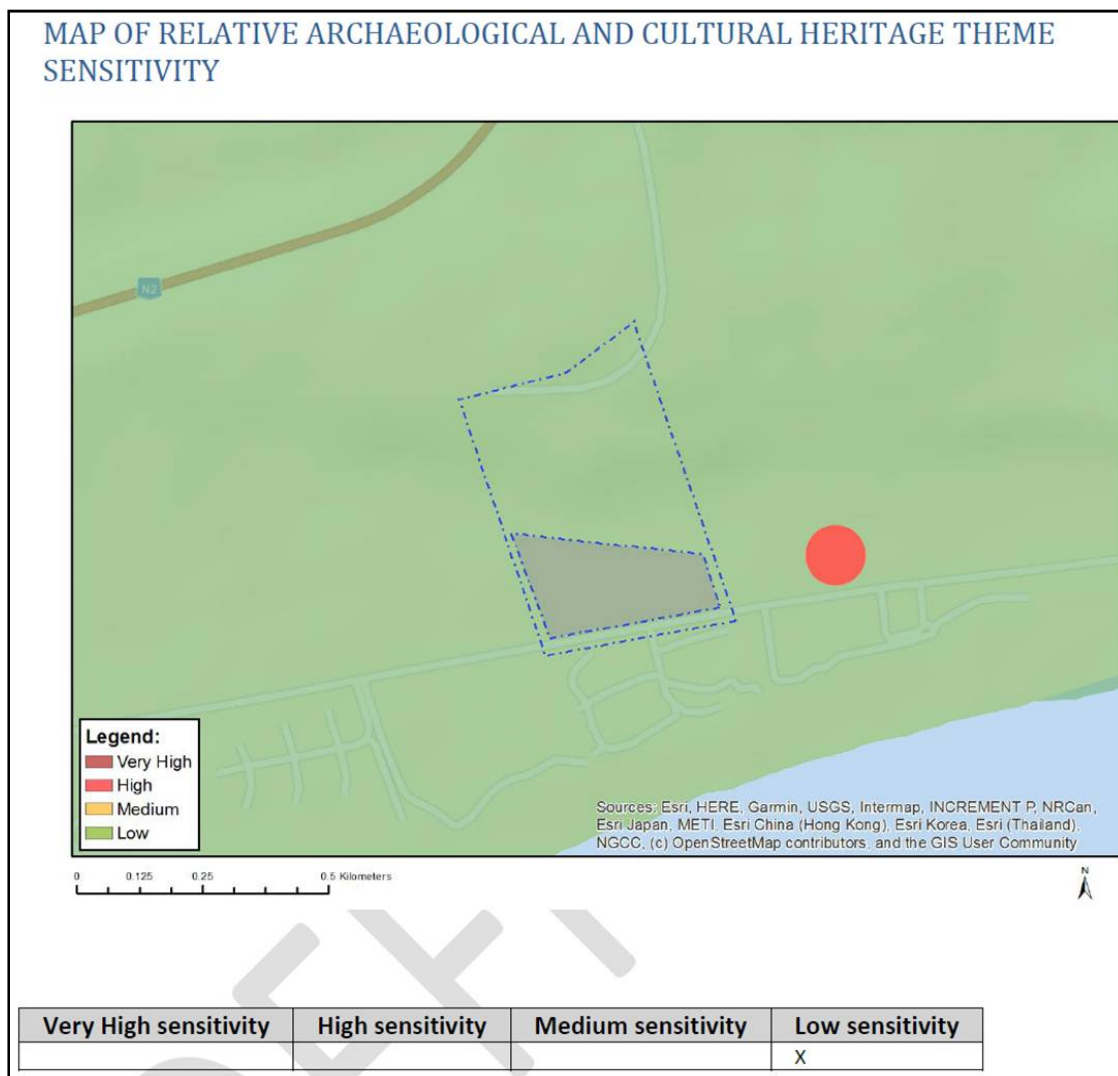 MAP OF RELATIVE ARCHAEOLOGICAL AND CULTURAL HERITAGE THEME
SENSITIVITY
N2
Legend:
Very High
High
Medium
Low
Sources: Esri, HERE, Garmin, USGS, Intermap, INCREMENT P, NRCan,
Esri Japan, METI, Esri China (Hong Kong), Esri Korea, Esri (Thailand),
NGCC, (c) OpenStreetMap contributors, and the GIS User Community
0 0.125 0.25 0.5 Kilometers
N
Very High sensitivity High sensitivity Medium sensitivity Low sensitivity
X